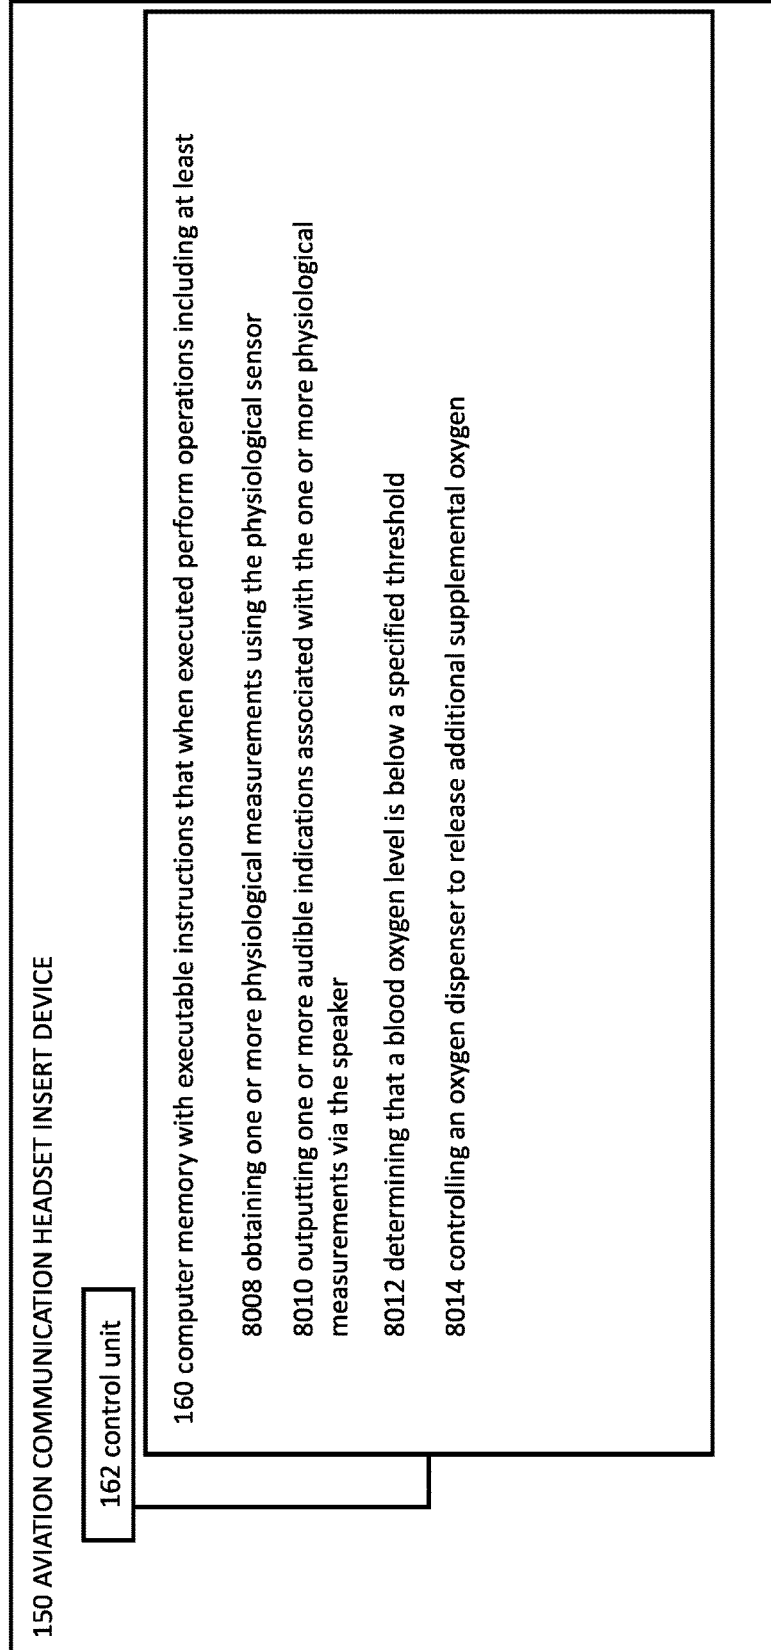 150 AVIATION COMMUNICATION HEADSET INSERT DEVICE
162 control unit
160 computer memory with executable instructions that when executed perform operations including at least
8008 obtaining one or more physiological measurements using the physiological sensor
8010 outputting one or more audible indications associated with the one or more physiological
measurements via the speaker
8012 determining that a blood oxygen level is below a specified threshold
8014 controlling an oxygen dispenser to release additional supplemental oxygen